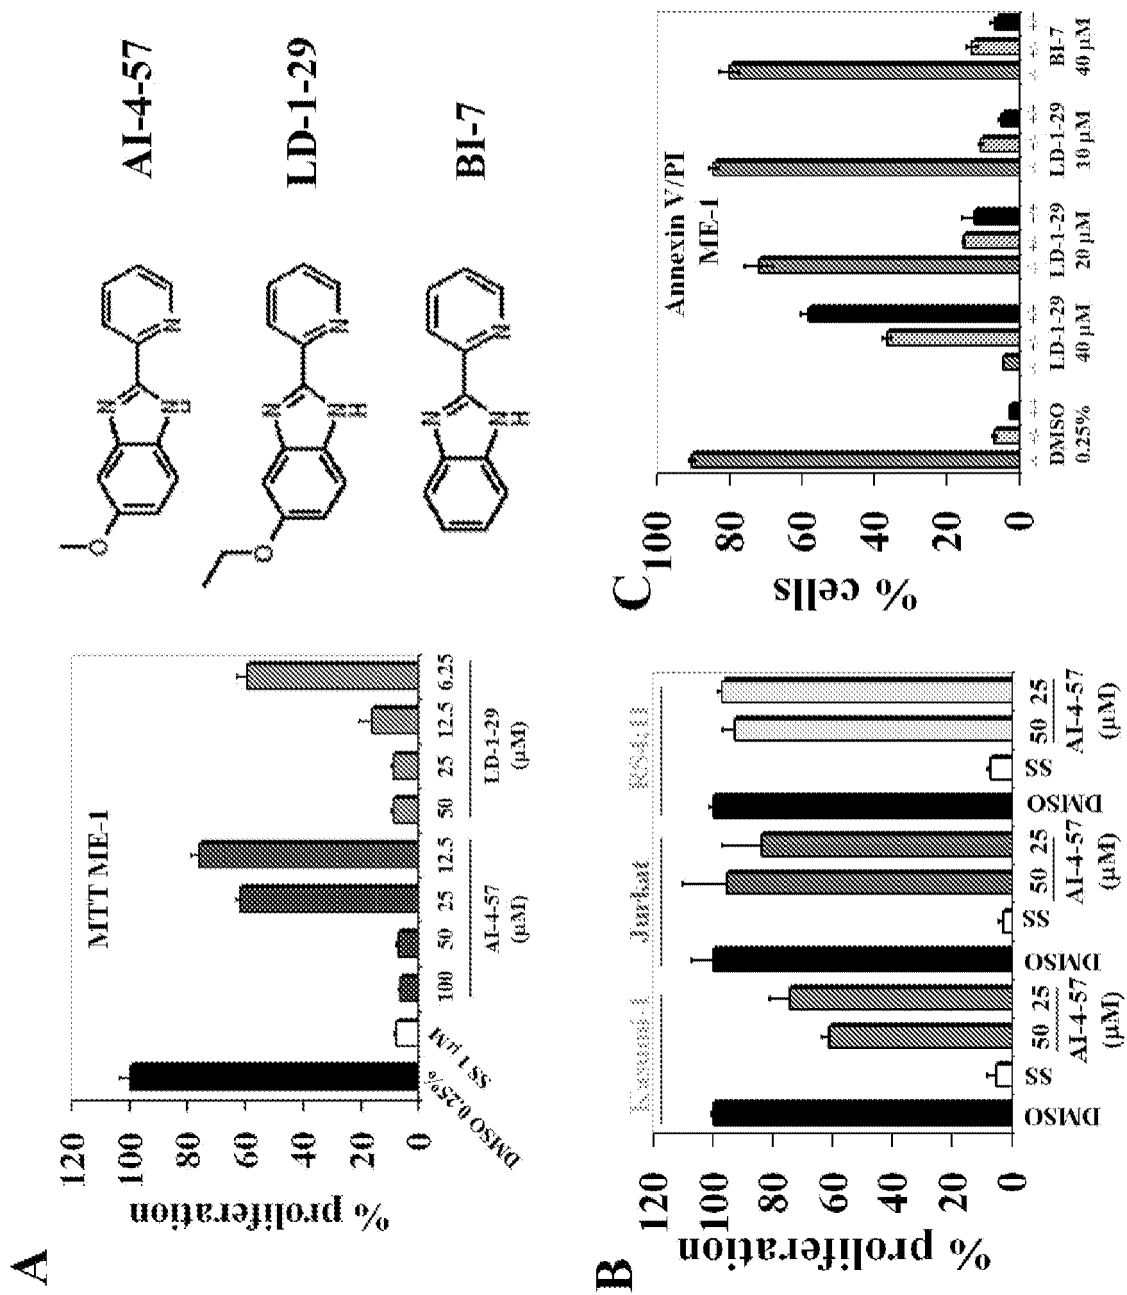 A
MTT ME-1
% proliferation
120
100
80
60
40
20
0
DMSO 0.25%
SS 1 µM
100 50 25 12.5
AI-4-57
(µM)
50 25 12.5 6.25
LD-1-29
(µM)
N
N
H
O
AI-4-57
N
N
H
N
O
LD-1-29
N
N
H
N
BI-7
B
% proliferation
120
100
80
60
40
20
0
Jurkat
DMSO
SS
50 25
AI-4-57
(µM)
DMSO
SS
50 25
AI-4-57
(µM)
DMSO
SS
50 25
AI-4-57
(µM)
C
Annexin V/PI
ME-1
% cells
100
80
60
40
20
0
DMSO
0.25%
LD-1-29
40 µM
LD-1-29
20 µM
LD-1-29
10 µM
BI-7
40 µM